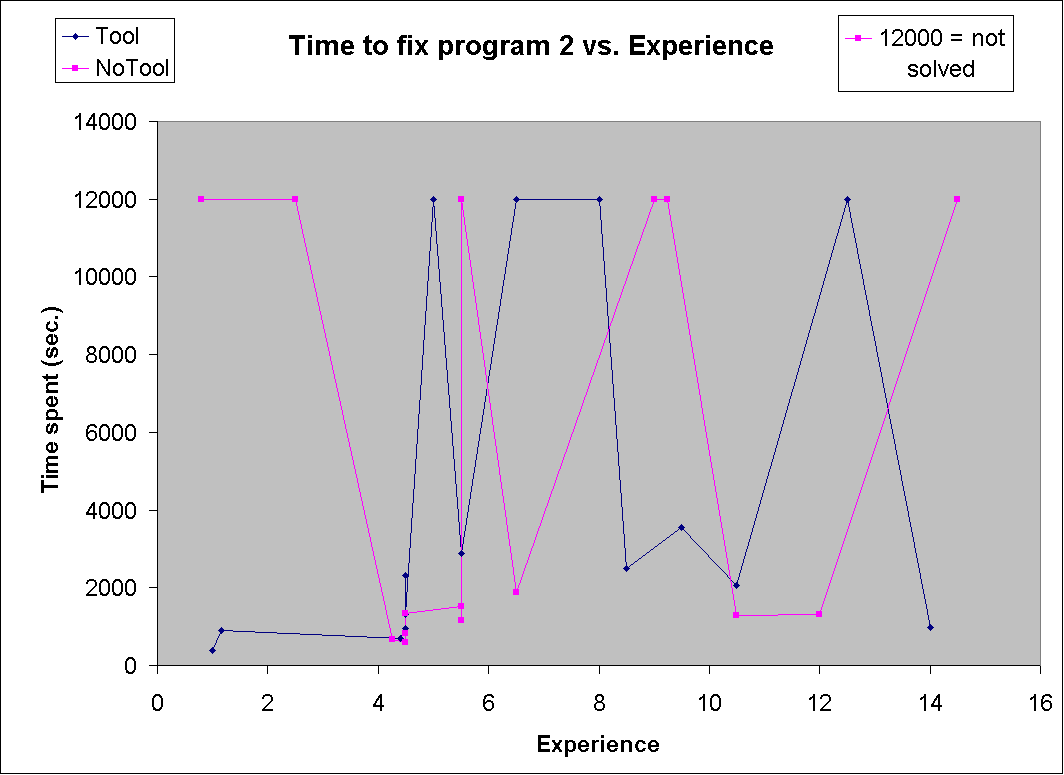 Tool
NoTool
Time to fix program 2 vs. Experience
12000 = not
solved
14000
12000
10000
8000
6000
4000
2000
0
Time spent (sec.)
0 2 4 6 8 10 12 14 16
Experience